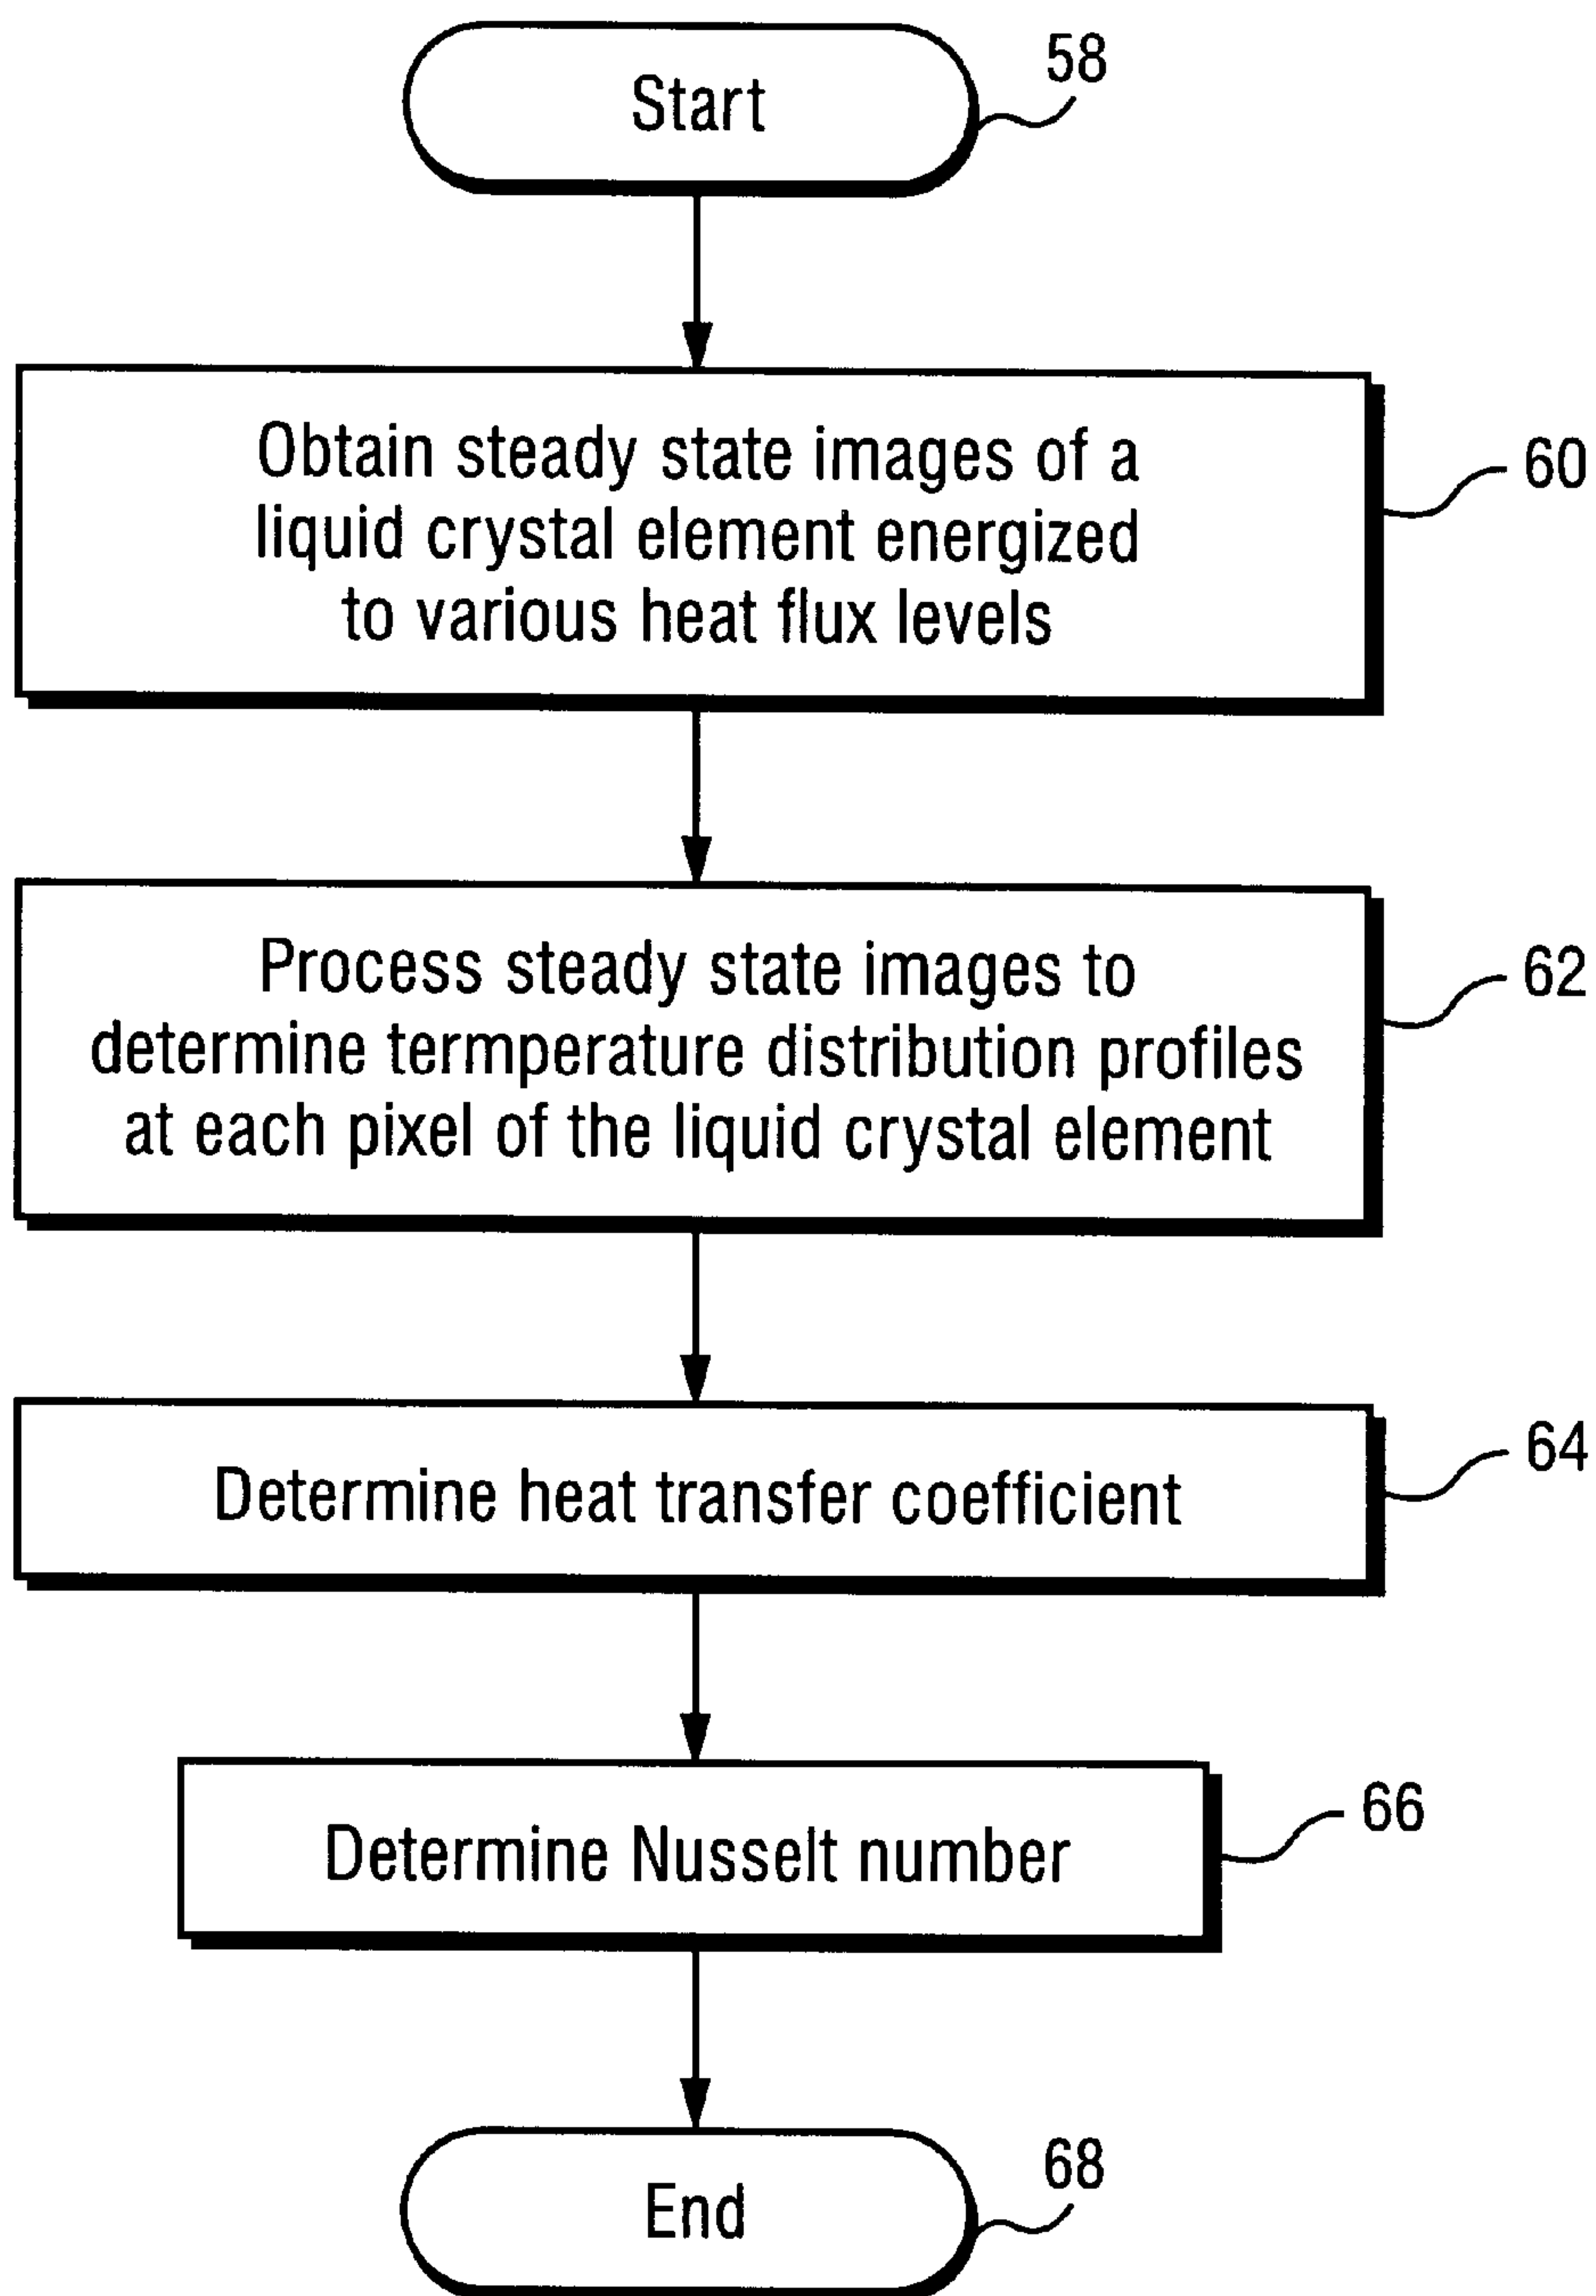 Start
58
Obtain steady state images of a
liquid crystal element energized
to various heat flux levels
60
Process steady state images to
determine termperature distribution profiles
at each pixel of the liquid crystal element
62
Determine heat transfer coefficient
64
Determine Nusselt number
66
End
68